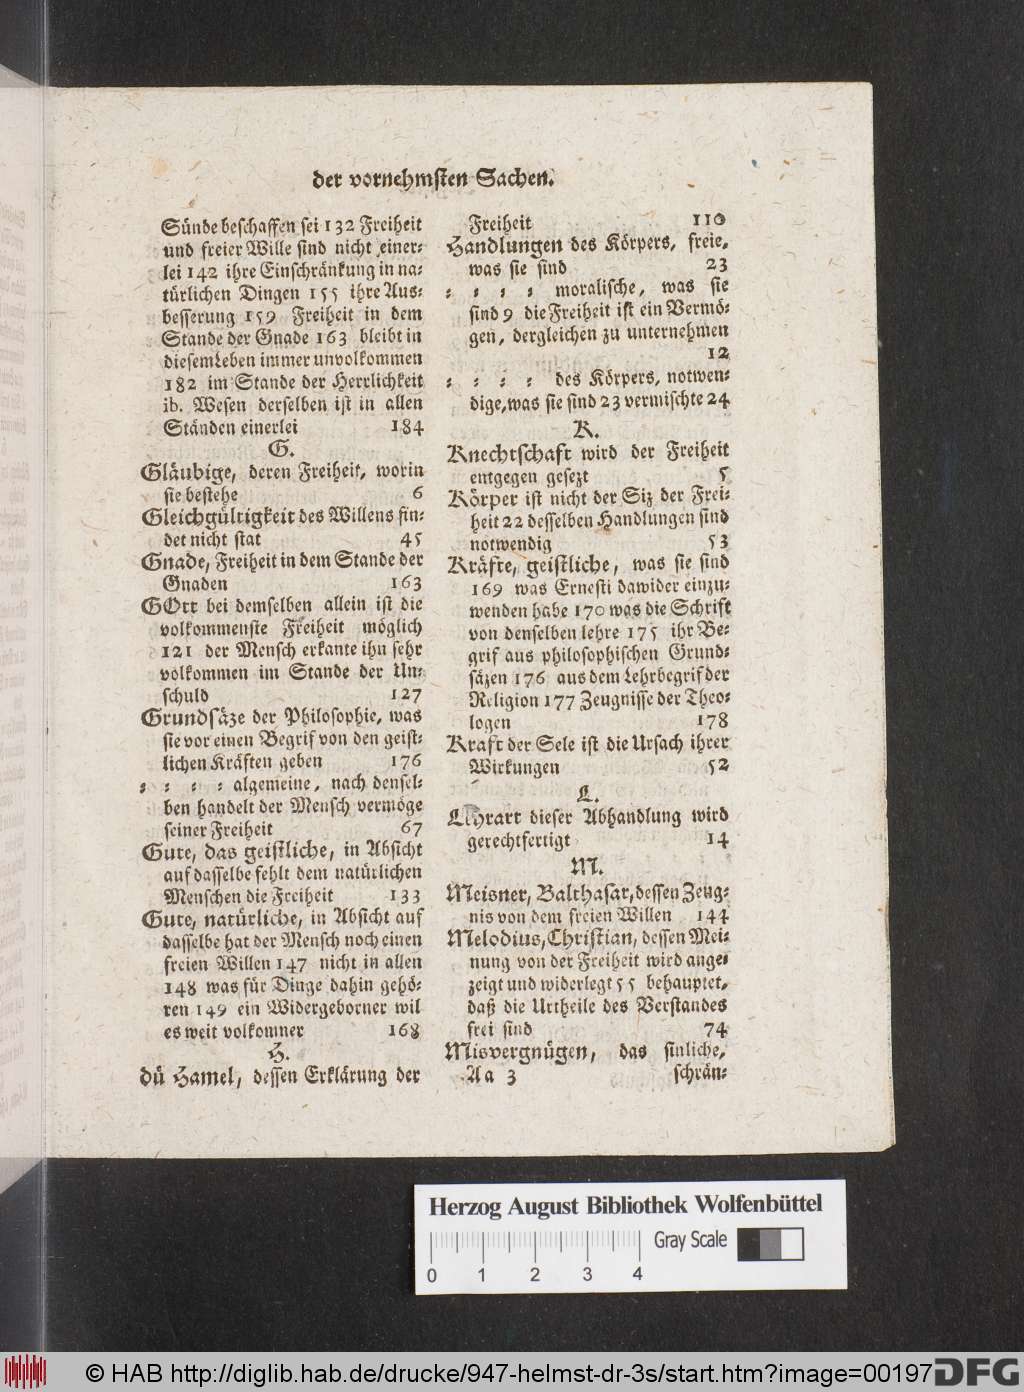 der vornehmsten Sachen.
Sünde beschaffen sei 132 Freiheit
und freier Wille sind nicht einer-
lei 142 ihre Einschränkung in na-
türlichen Dingen 155 ihre Aus-
besserung 159 Freiheit in dem
Stande der Gnade 163 bleibt in
diesem Leben immer unvolkommen
182 im Stande der Herrlichkeit
ib. Wesen derselben ist in allen
Ständen einerlei 184
G.
Gläubige, deren Freiheit, worin
sie bestehe 6
Gleichgültigkeit des Willens fin-
det nicht stat 45
Gnade, Freiheit in dem Stande der
Gnaden 163
GOtt bei demselben allein ist die
volkommenste Freiheit möglich
121 der Mensch erkante ihn sehr
volkommen im Stande der Un-
schuld 127
Grundsäze der Philosophie, was
sie vor einen Begrif von den geist-
lichen Kräften geben 176
- - - - algemeine, nach densel-
ben handelt der Mensch vermöge
seiner Freiheit 67
Gute, das geistliche, in Absicht
auf dasselbe fehlt dem natürlichen
Menschen die Freiheit 133
Gute, natürliche, in Absicht auf
dasselbe hat der Mensch noch einen
freien Willen 147 nicht in allen
148 was für Dinge dahin gehö-
ren 149 ein Widergeborner wil
es weit volkomner 168
H.
dü Hamel, dessen Erklärung der
Freiheit 110
Handlungen des Körpers, freie,
was sie sind 23
- - - - moralische, was sie
sind 9 die Freiheit ist ein Vermö-
gen, dergleichen zu unternehmen
12
- - - - des Körpers, notwen-
dige, was sie sind 23 vermischte 24
K.
Knechtschaft wird der Freiheit
entgegen gesezt 5
Körper ist nicht der Siz der Frei-
heit 22 desselben Handlungen sind
notwendig 53
Kräfte, geistliche, was sie sind
169 was Ernesti dawider einzu-
wenden habe 170 was die Schrift
von denselben lehre 175 ihr Be-
grif aus philosophischen Grund-
säzen 176 aus dem Lehrbegrif der
Religion 177 Zeugnisse der Theo-
logen 178
Kraft der Sele ist die Ursach ihrer
Wirkungen 52
L.
Lehrart dieser Abhandlung wird
gerechtfertigt 14
M.
Meisner, Balthasar, dessen Zeug-
nis von dem freien Willen 144
Melodius, Christian, dessen Mei-
nung von der Freiheit wird ange-
zeigt und widerlegt 55 behauptet,
daß die Urtheile des Verstandes
frei sind 74
Misvergnügen, das sinliche,
Aa 3 schrän-
Herzog August Bibliothek Wolfenbüttel
Gray Scale
0 1 2 3 4
© HAB http://diglib.hab.de/drucke/947-helmst-dr-3s/start.htm?image=00197
DFG